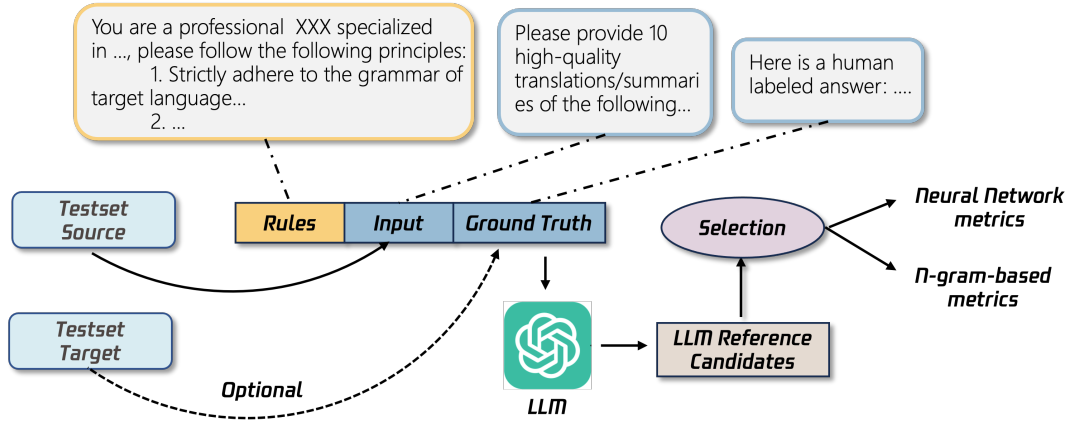 You are a professional  XXX specialized
in ..., please follow the following principles:
1. Strictly adhere to the grammar of
target language...
2. ...
Please provide 10
high-quality
translations/summari
es of the following...
Here is a human
labeled answer: ....
Testset
Source
Rules
Input
Ground Truth
Selection
Neural Network
metrics
N-gram-based
metrics
Testset
Target
Optional
LLM
LLM Reference
Candidates